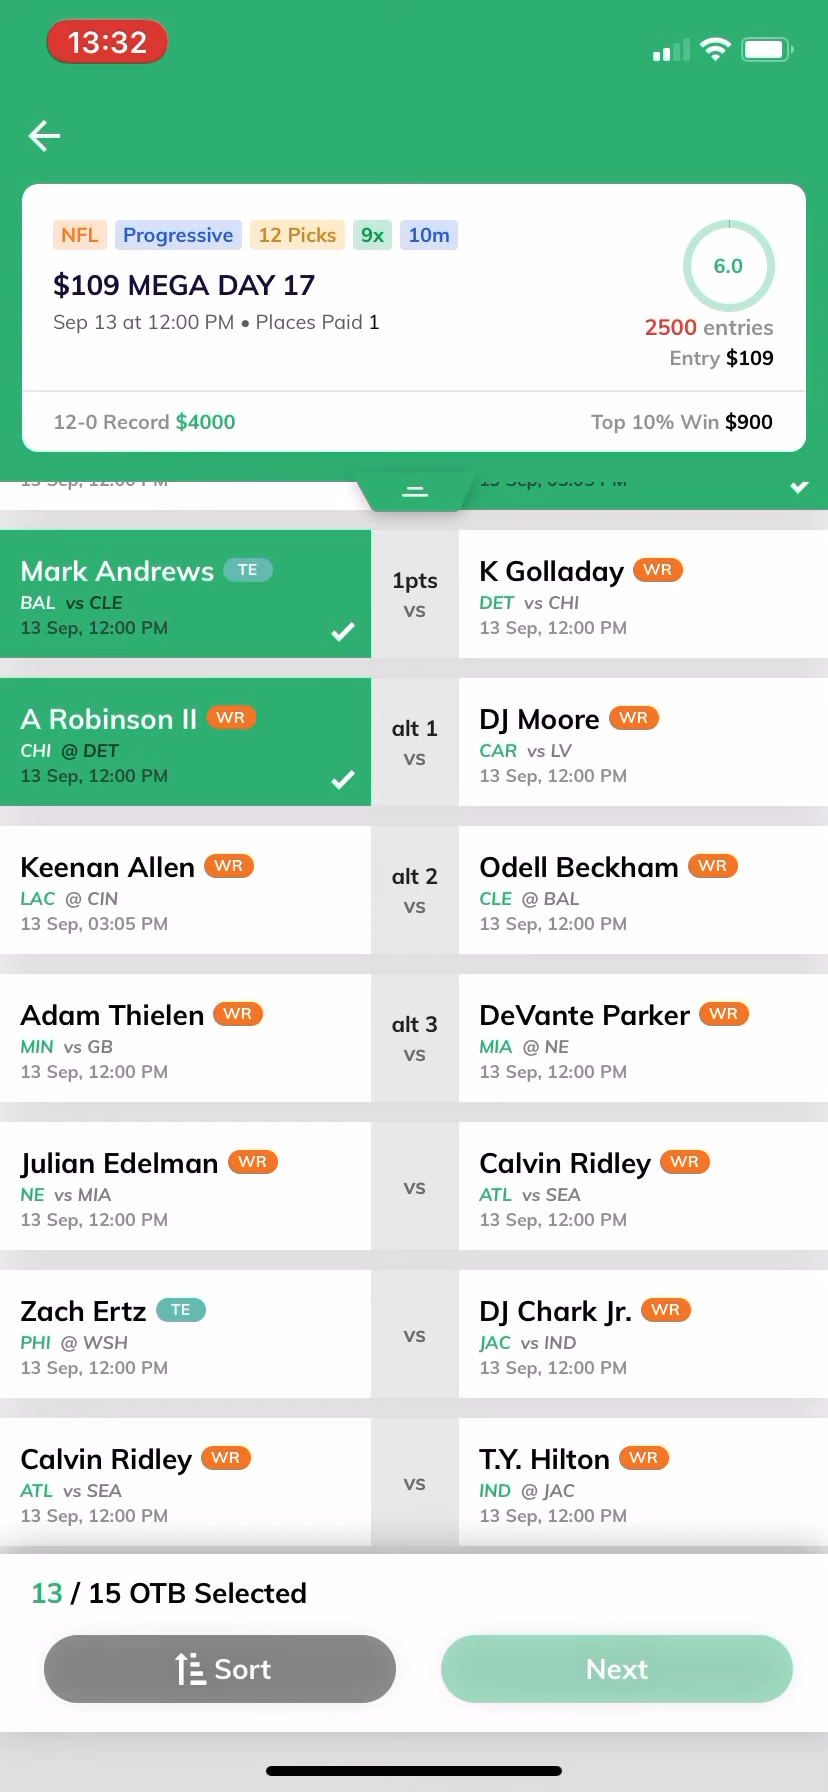 13:32
NFL Progressive 12 Picks 9x 10m
6.0
$109 MEGA DAY 17
Sep 13 at 12:00 PM • Places Paid 1
2500 entries
Entry $109
12-0 Record $4000
Top 10% Win $900
13 Sep, 12:00 PM
13 Sep, 03:05 PM
Mark Andrews TE
BAL vs CLE
13 Sep, 12:00 PM
1pts
vs
K Golladay WR
DET vs CHI
13 Sep, 12:00 PM
A Robinson II WR
CHI @ DET
13 Sep, 12:00 PM
alt 1
vs
DJ Moore WR
CAR vs LV
13 Sep, 12:00 PM
Keenan Allen WR
LAC @ CIN
13 Sep, 03:05 PM
alt 2
vs
Odell Beckham WR
CLE @ BAL
13 Sep, 12:00 PM
Adam Thielen WR
MIN vs GB
13 Sep, 12:00 PM
alt 3
vs
DeVante Parker WR
MIA @ NE
13 Sep, 12:00 PM
Julian Edelman WR
NE vs MIA
13 Sep, 12:00 PM
vs
Calvin Ridley WR
ATL vs SEA
13 Sep, 12:00 PM
Zach Ertz TE
PHI @ WSH
13 Sep, 12:00 PM
vs
DJ Chark Jr. WR
JAC vs IND
13 Sep, 12:00 PM
Calvin Ridley WR
ATL vs SEA
13 Sep, 12:00 PM
vs
T.Y. Hilton WR
IND @ JAC
13 Sep, 12:00 PM
13 / 15 OTB Selected
Sort
Next